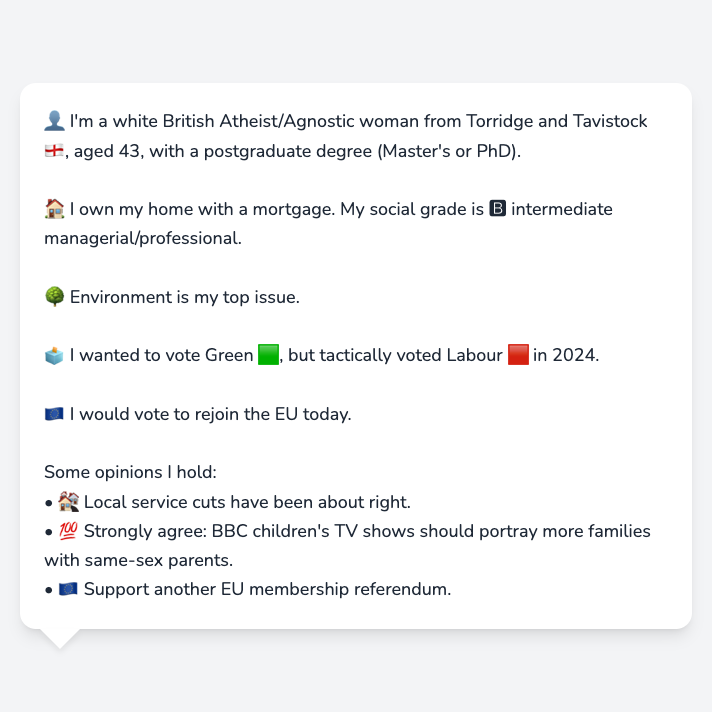 👤 I'm a white British Atheist/Agnostic woman from Torridge and Tavistock
🏴󠁧󠁢󠁥󠁮󠁧󠁿, aged 43, with a postgraduate degree (Master's or PhD).
🏠 I own my home with a mortgage. My social grade is 🅱 intermediate
managerial/professional.
🌳 Environment is my top issue.
🗳️ I wanted to vote Green 🟩, but tactically voted Labour 🟥 in 2024.
🇪🇺 I would vote to rejoin the EU today.
Some opinions I hold:
• 🏚️ Local service cuts have been about right.
• 💯 Strongly agree: BBC children's TV shows should portray more families
with same-sex parents.
• 🇪🇺 Support another EU membership referendum.